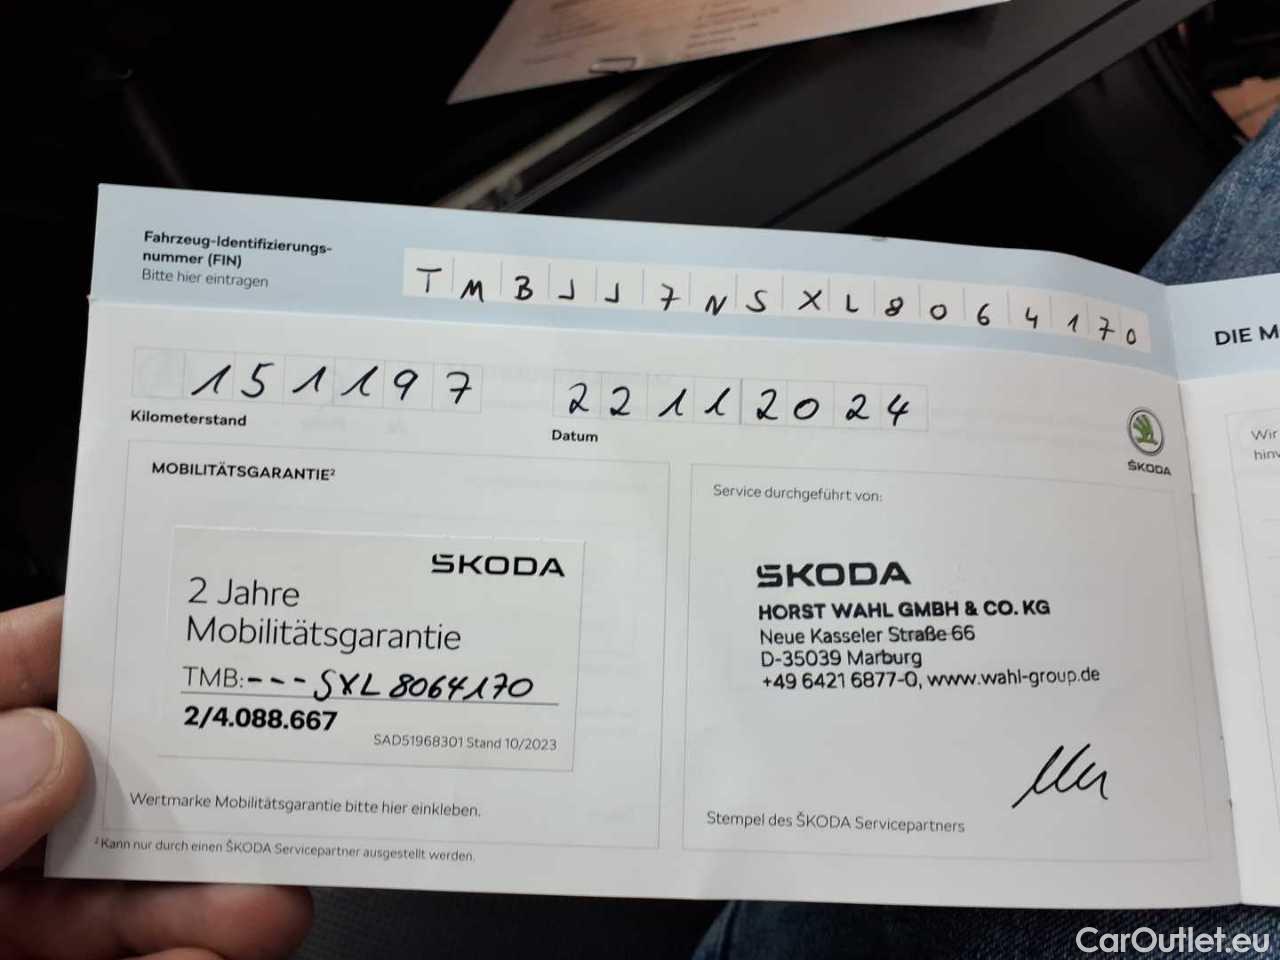 Fahrzeug-Identifizierungs-
nummer (FIN)
Bitte hier eintragen
TMBJJ7NSXL8064170
151197
Kilometerstand
22112024
Datum
DIE M
ŠKODA
MOBILITÄTSGARANTIE²
ŠKODA
2 Jahre
Mobilitätsgarantie
TMB:---SXL8064170
2/4.088.667
SAD51968301 Stand 10/2023
Wertmarke Mobilitätsgarantie bitte hier einkleben.
² Kann nur durch einen ŠKODA Servicepartner ausgestellt werden.
Service durchgeführt von:
ŠKODA
HORST WAHL GMBH & CO. KG
Neue Kasseler Straße 66
D-35039 Marburg
+49 6421 6877-0, www.wahl-group.de
Stempel des ŠKODA Servicepartners
Wir
hinw
CarOutlet.eu